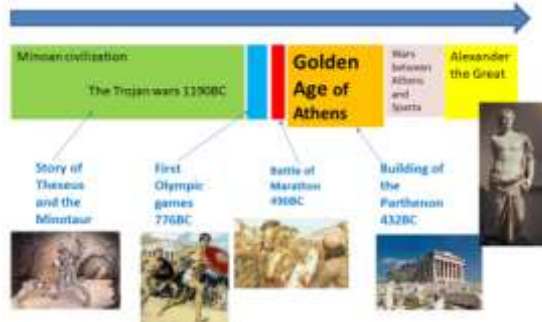 Minoan civilization
The Trojan wars 1190BC
Golden
Age of
Athens
Wars
between
Athens
and
Sparta
Alexander
the Great
Story of
Theseus
and the
Minotaur
First
Olympic
games
776BC
Battle of
Marathon
490BC
Building of
the
Parthenon
432BC